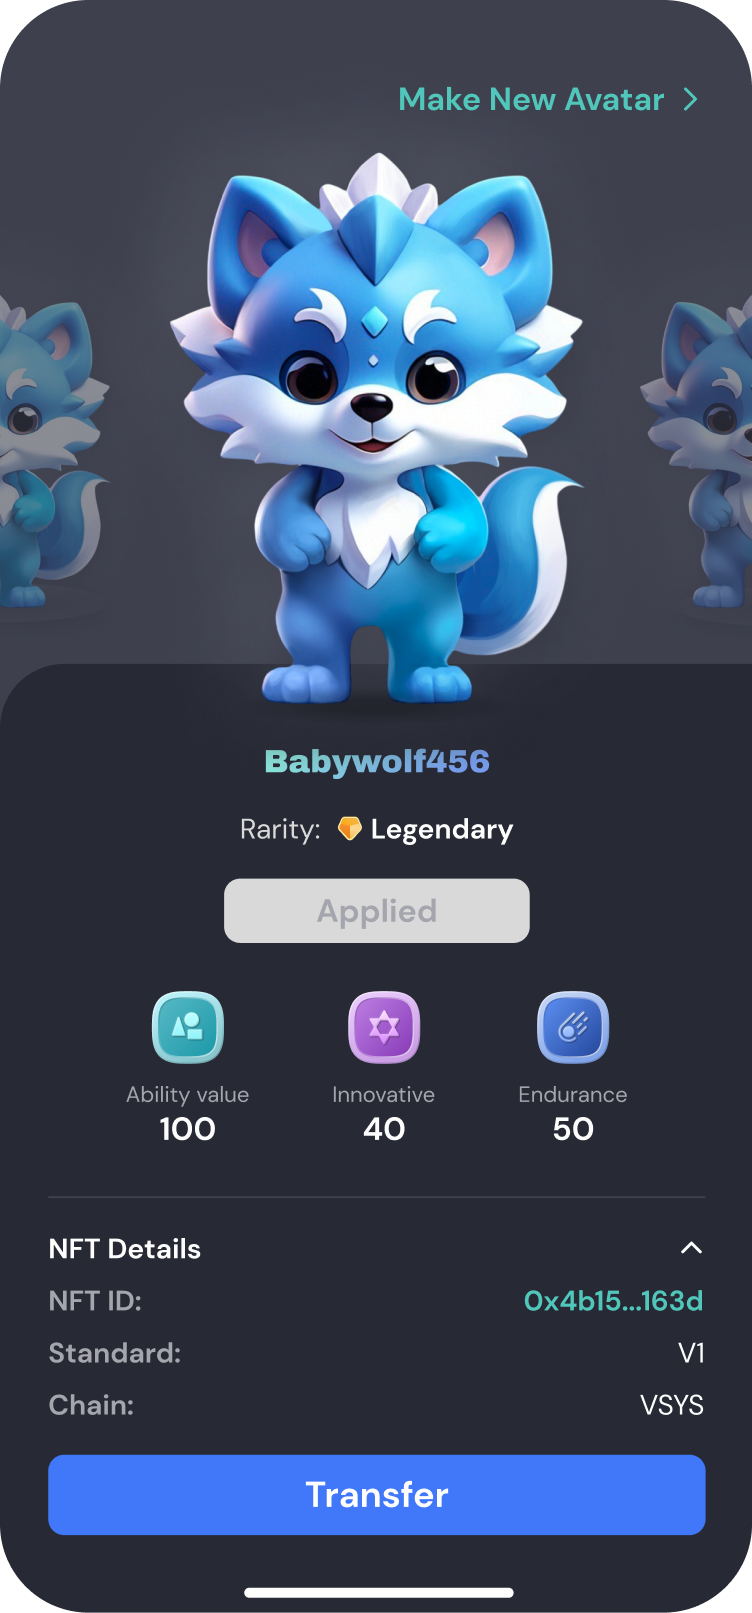 Make New Avatar
Babywolf456
Rarity: Legendary
Applied
Ability value Innovative Endurance
100 40 50
NFT Details
NFT ID: 0x4b15...163d
Standard: V1
Chain: VSYS
Transfer